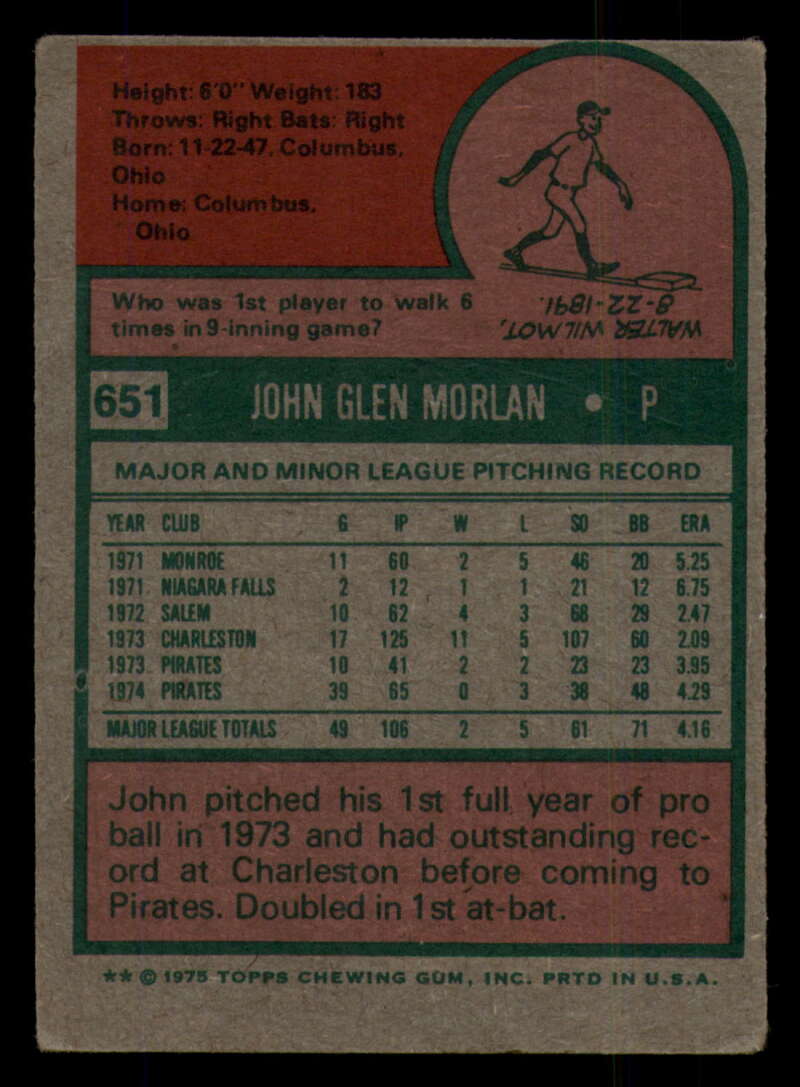 Height: 6'0" Weight: 183
Throws: Right Bats: Right
Born: 11-22-47, Columbus,
Ohio
Home: Columbus,
Ohio
Who was 1st player to walk 6
times in 9-inning game?
WALTER WILMOT,
8-22-1891.
651 JOHN GLEN MORLAN • P
MAJOR AND MINOR LEAGUE PITCHING RECORD
YEAR CLUB G IP W L SO BB ERA
1971 MONROE 11 60 2 5 46 20 5.25
1971 NIAGARA FALLS 2 12 1 1 21 12 6.75
1972 SALEM 10 62 4 3 68 29 2.47
1973 CHARLESTON 17 125 11 5 107 60 2.09
1973 PIRATES 10 41 2 2 23 23 3.95
1974 PIRATES 39 65 0 3 38 48 4.29
MAJOR LEAGUE TOTALS 49 106 2 5 61 71 4.16
John pitched his 1st full year of pro
ball in 1973 and had outstanding rec-
ord at Charleston before coming to
Pirates. Doubled in 1st at-bat.
** © 1975 TOPPS CHEWING GUM, INC. PRTD IN U.S.A.